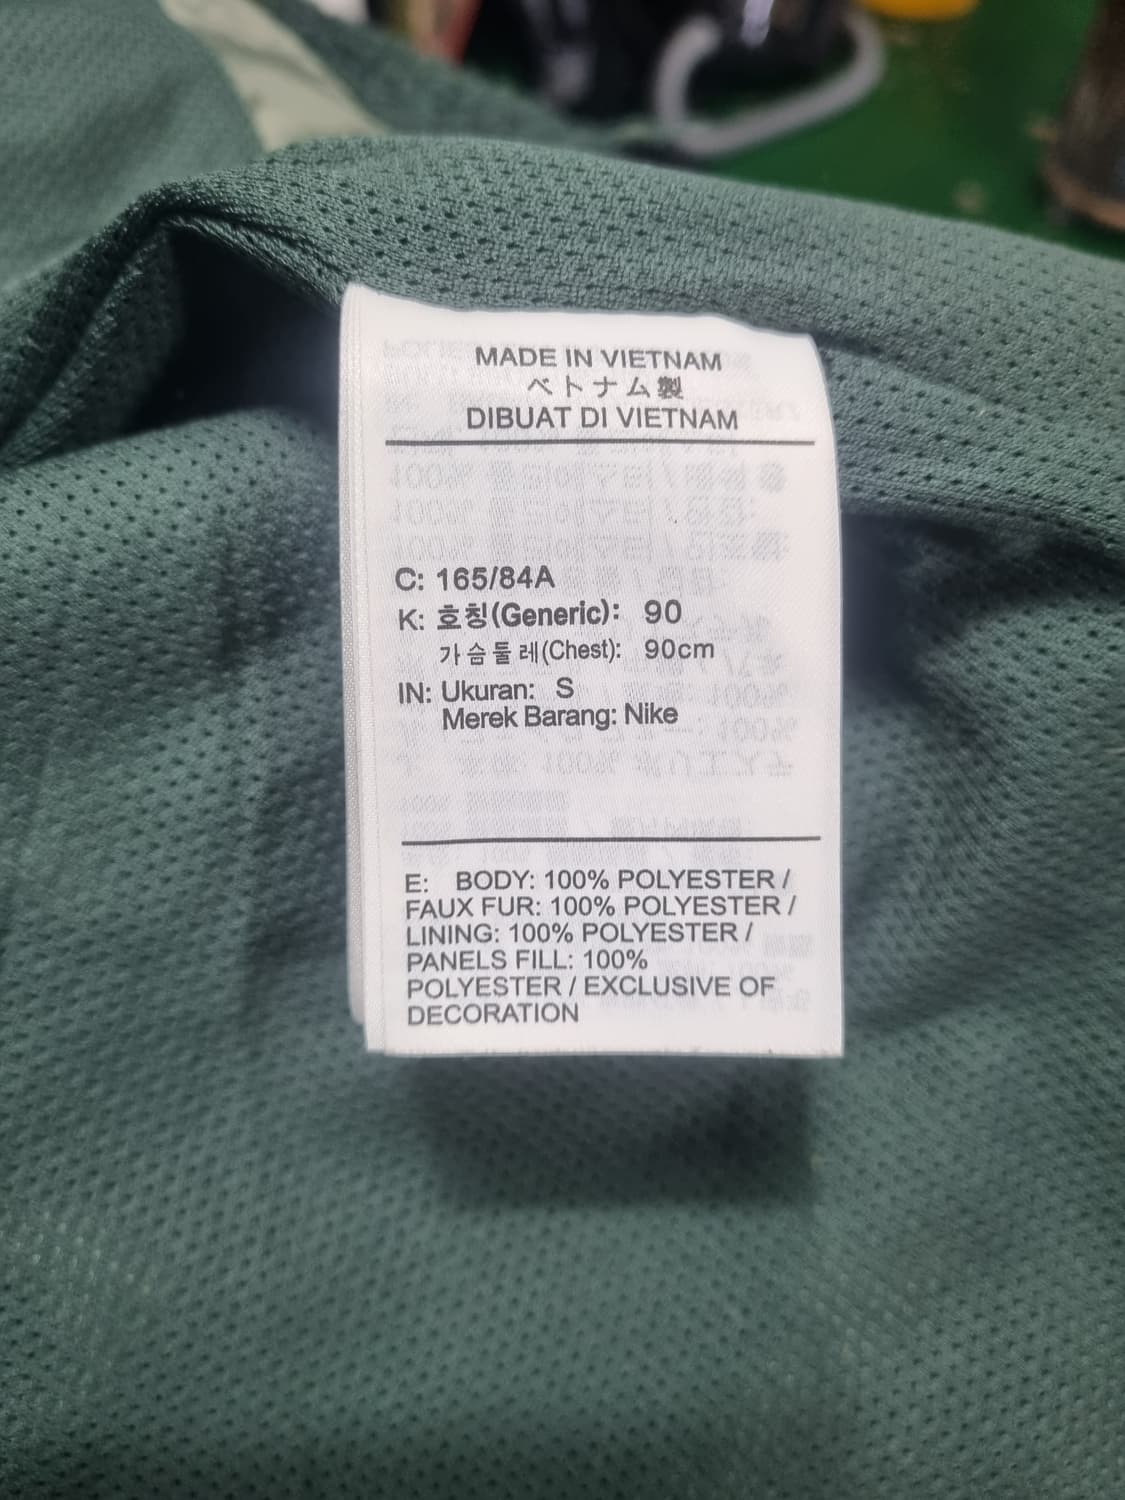 MADE IN VIETNAM
ベトナム製
DIBUAT DI VIETNAM
C: 165/84A
K: 호칭(Generic): 90
가슴둘레(Chest): 90cm
IN: Ukuran: S
Merek Barang: Nike
E: BODY: 100% POLYESTER /
FAUX FUR: 100% POLYESTER /
LINING: 100% POLYESTER /
PANELS FILL: 100%
POLYESTER / EXCLUSIVE OF
DECORATION